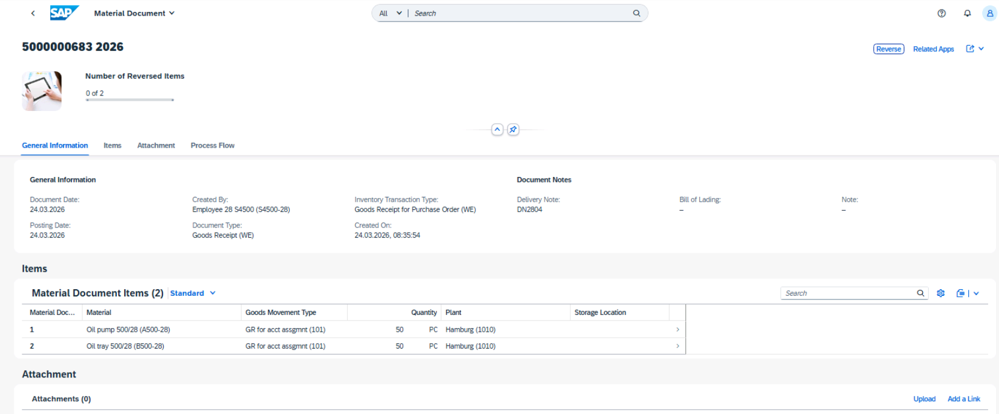 SAP Material Document
All Search
5000000683 2026
Reverse Related Apps
Number of Reversed Items
0 of 2
General Information Items Attachment Process Flow
General Information Document Notes
Document Date: Created By: Inventory Transaction Type: Delivery Note: Bill of Lading: Note:
24.03.2026 Employee 28 S4500 (S4500-28) Goods Receipt for Purchase Order (WE) DN2804 – –
Posting Date: Document Type: Created On:
24.03.2026 Goods Receipt (WE) 24.03.2026, 08:35:54
Items
Material Document Items (2) Standard Search
Material Doc... Material Goods Movement Type Quantity Plant Storage Location
1 Oil pump 500/28 (A500-28) GR for acct assgmnt (101) 50 PC Hamburg (1010)
2 Oil tray 500/28 (B500-28) GR for acct assgmnt (101) 50 PC Hamburg (1010)
Attachment
Attachments (0) Upload Add a Link